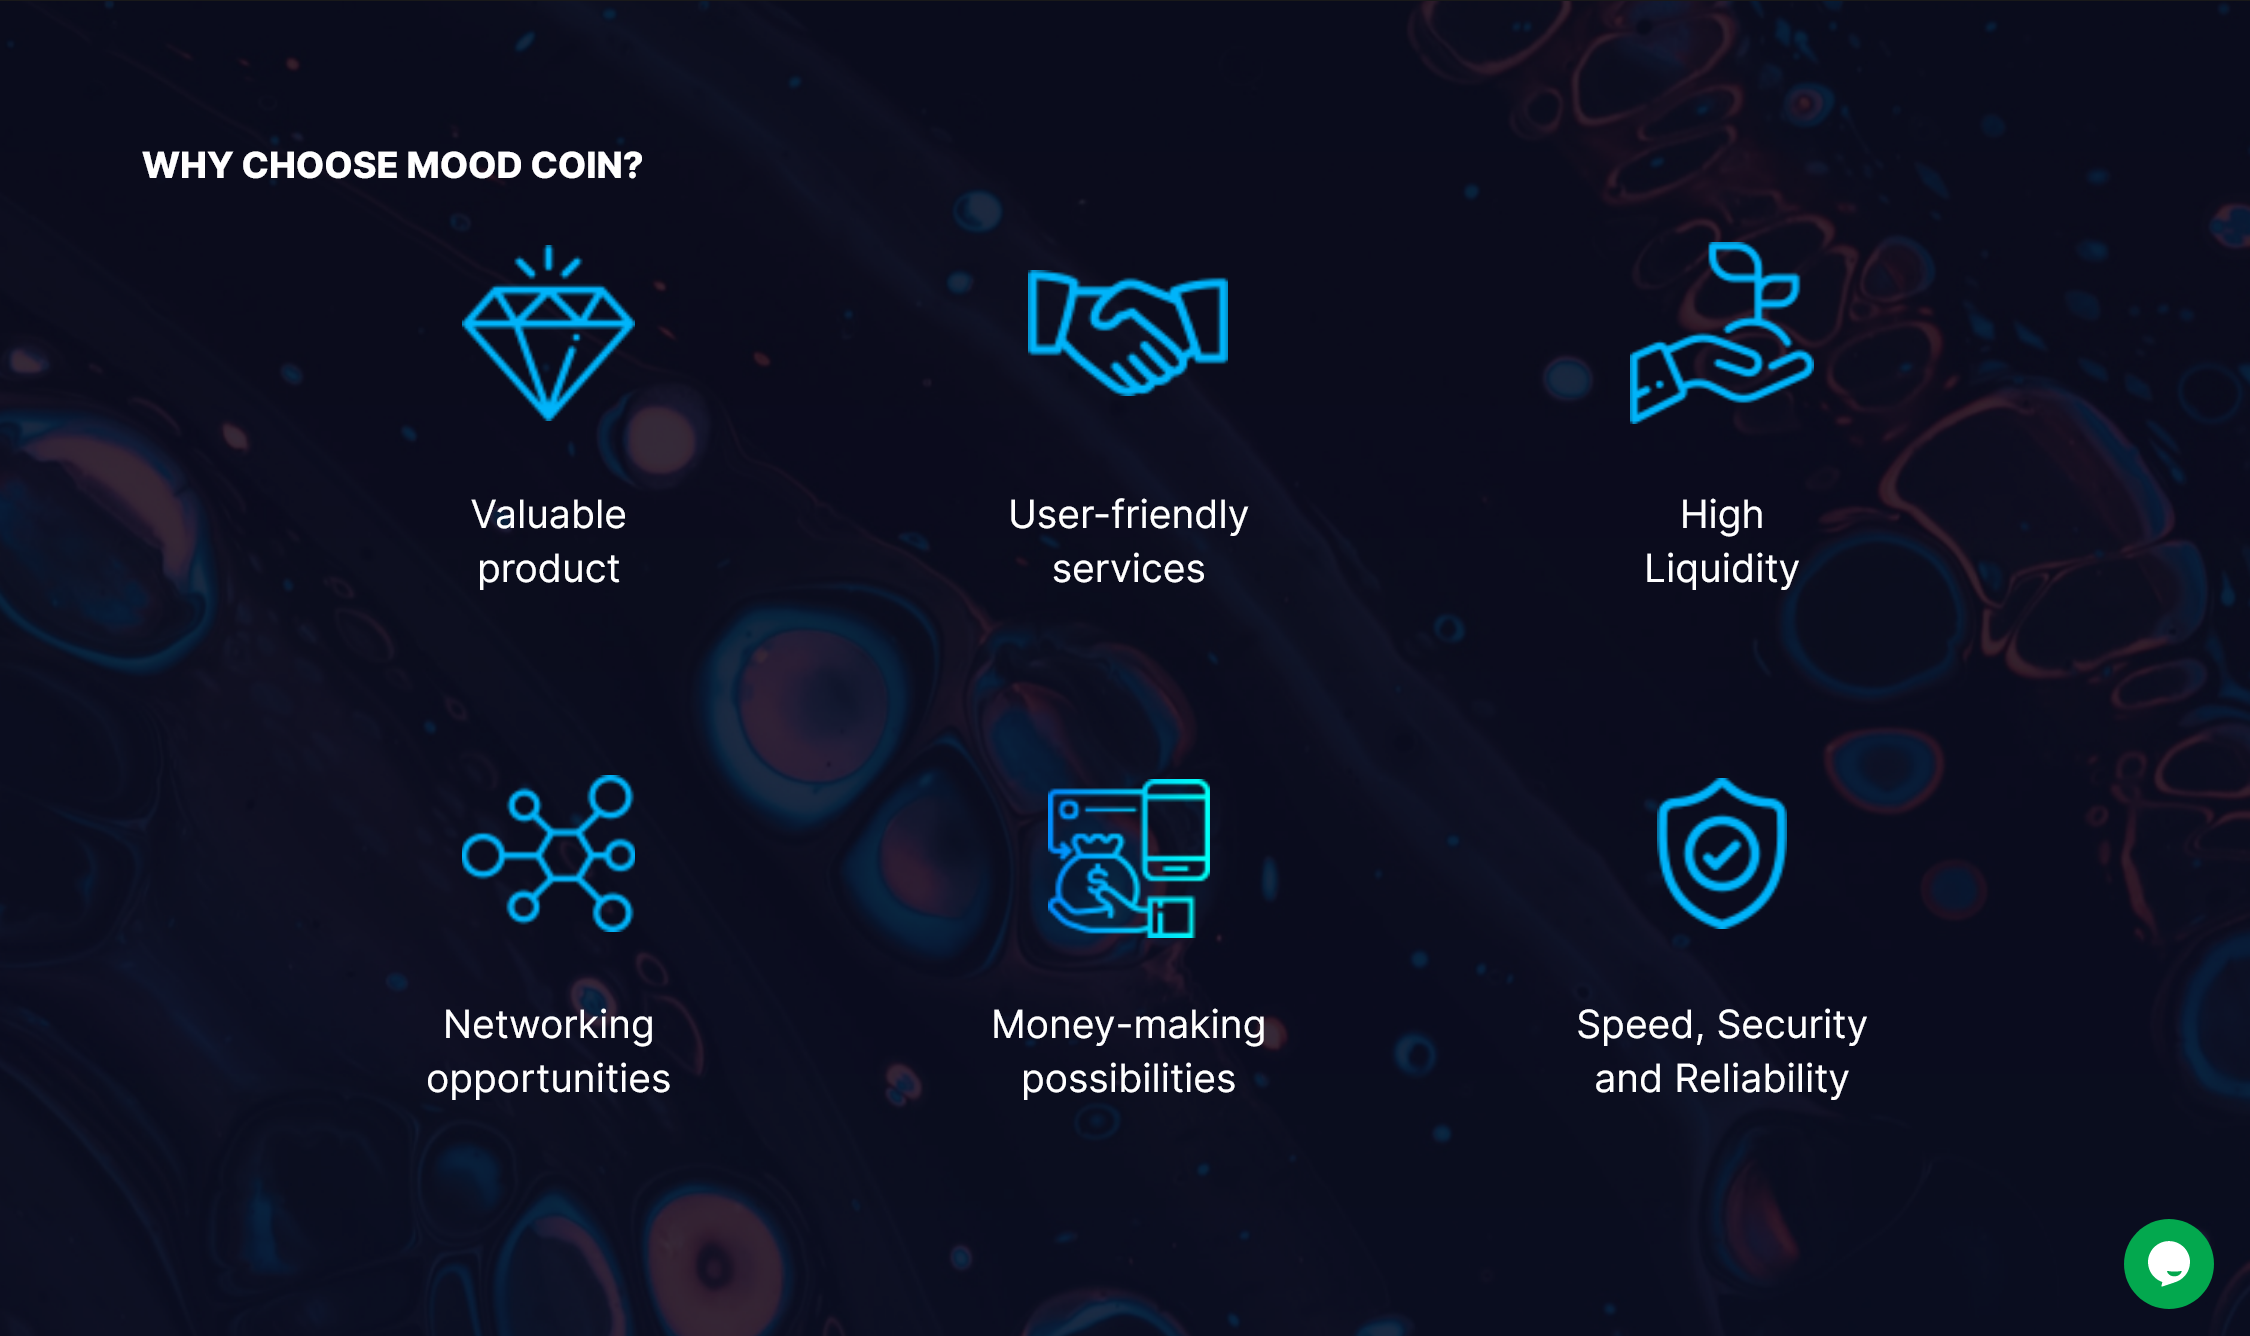 WHY CHOOSE MOOD COIN?
Valuable
product
User-friendly
services
High
Liquidity
Networking
opportunities
$
Money-making
possibilities
Speed, Security
and Reliability